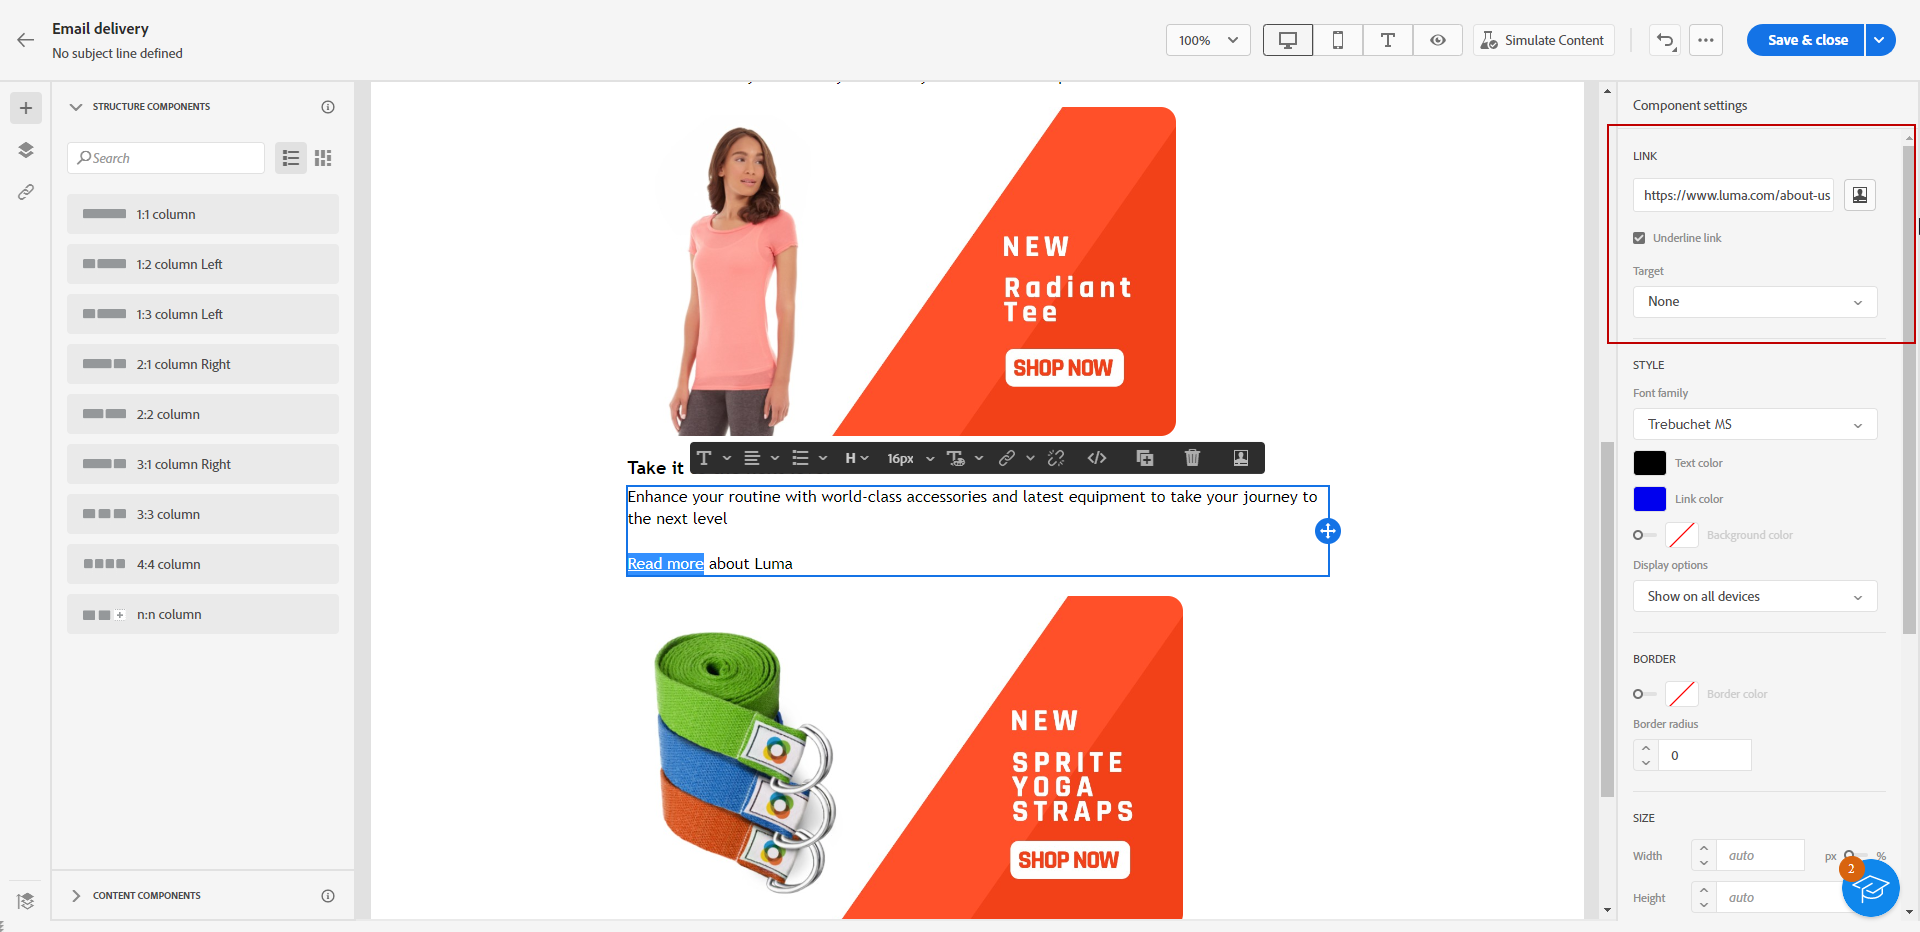 Email delivery
No subject line defined
100%
Simulate Content
Save & close
STRUCTURE COMPONENTS
Search
1:1 column
1:2 column Left
1:3 column Left
2:1 column Right
2:2 column
3:1 column Right
3:3 column
4:4 column
n:n column
CONTENT COMPONENTS
NEW
Radiant
Tee
SHOP NOW
T
H
16px
Take it
Enhance your routine with world-class accessories and latest equipment to take your journey to
the next level
Read more about Luma
NEW
SPRITE
YOGA
STRAPS
SHOP NOW
Component settings
LINK
https://www.luma.com/about-us
Underline link
Target
None
STYLE
Font family
Trebuchet MS
Text color
Link color
Background color
Display options
Show on all devices
BORDER
Border color
Border radius
0
SIZE
Width
auto
px
%
2
Height
auto